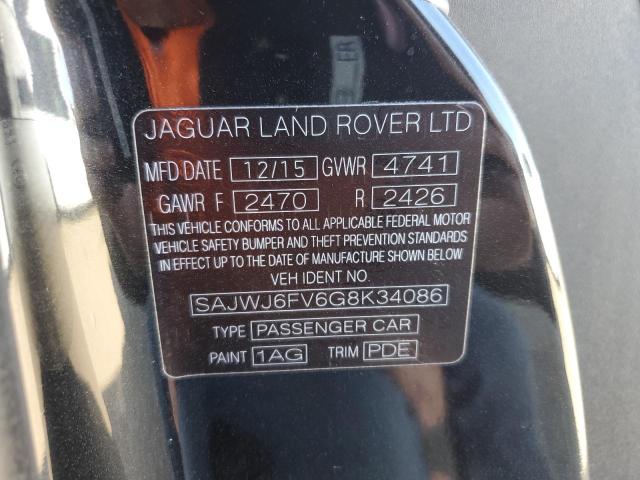 JAGUAR LAND ROVER LTD
MFD DATE 12/15 GVWR 4741
GAWR F 2470 R 2426
THIS VEHICLE CONFORMS TO ALL APPLICABLE FEDERAL MOTOR
VEHICLE SAFETY BUMPER AND THEFT PREVENTION STANDARDS
IN EFFECT UP TO THE DATE OF MANUFACTURE SHOWN BELOW
VEH IDENT NO.
SAJWJ6FV6G8K34086
TYPE PASSENGER CAR
PAINT 1AG TRIM PDE